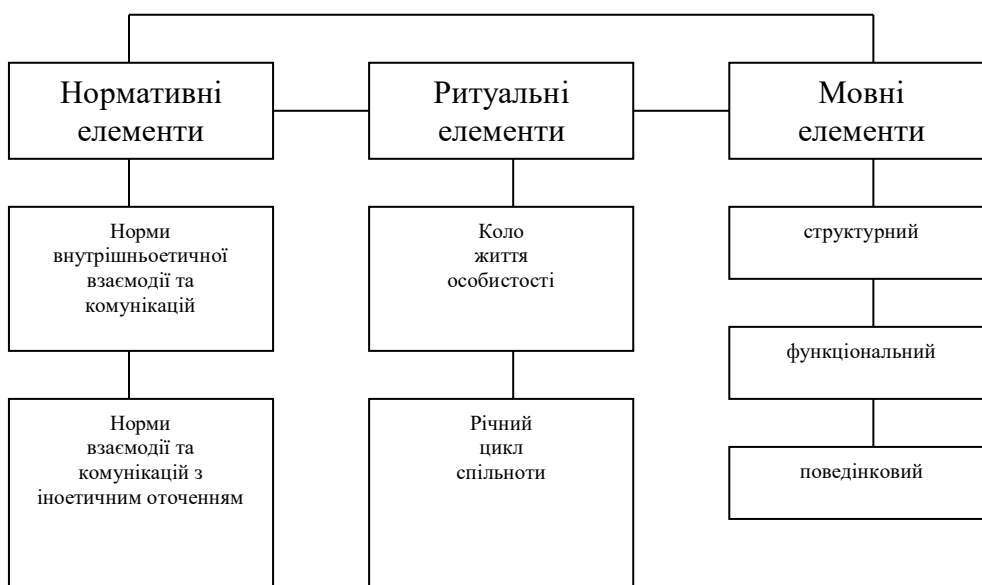 Нормативні
елементи
Ритуальні
елементи
Мовні
елементи
Норми
внутрішньоетичної
взаємодії та
комунікацій
Коло
життя
особистості
структурний
функціональний
Норми
взаємодії та
комунікацій з
іноетичним оточенням
Річний
цикл
спільноти
поведінковий